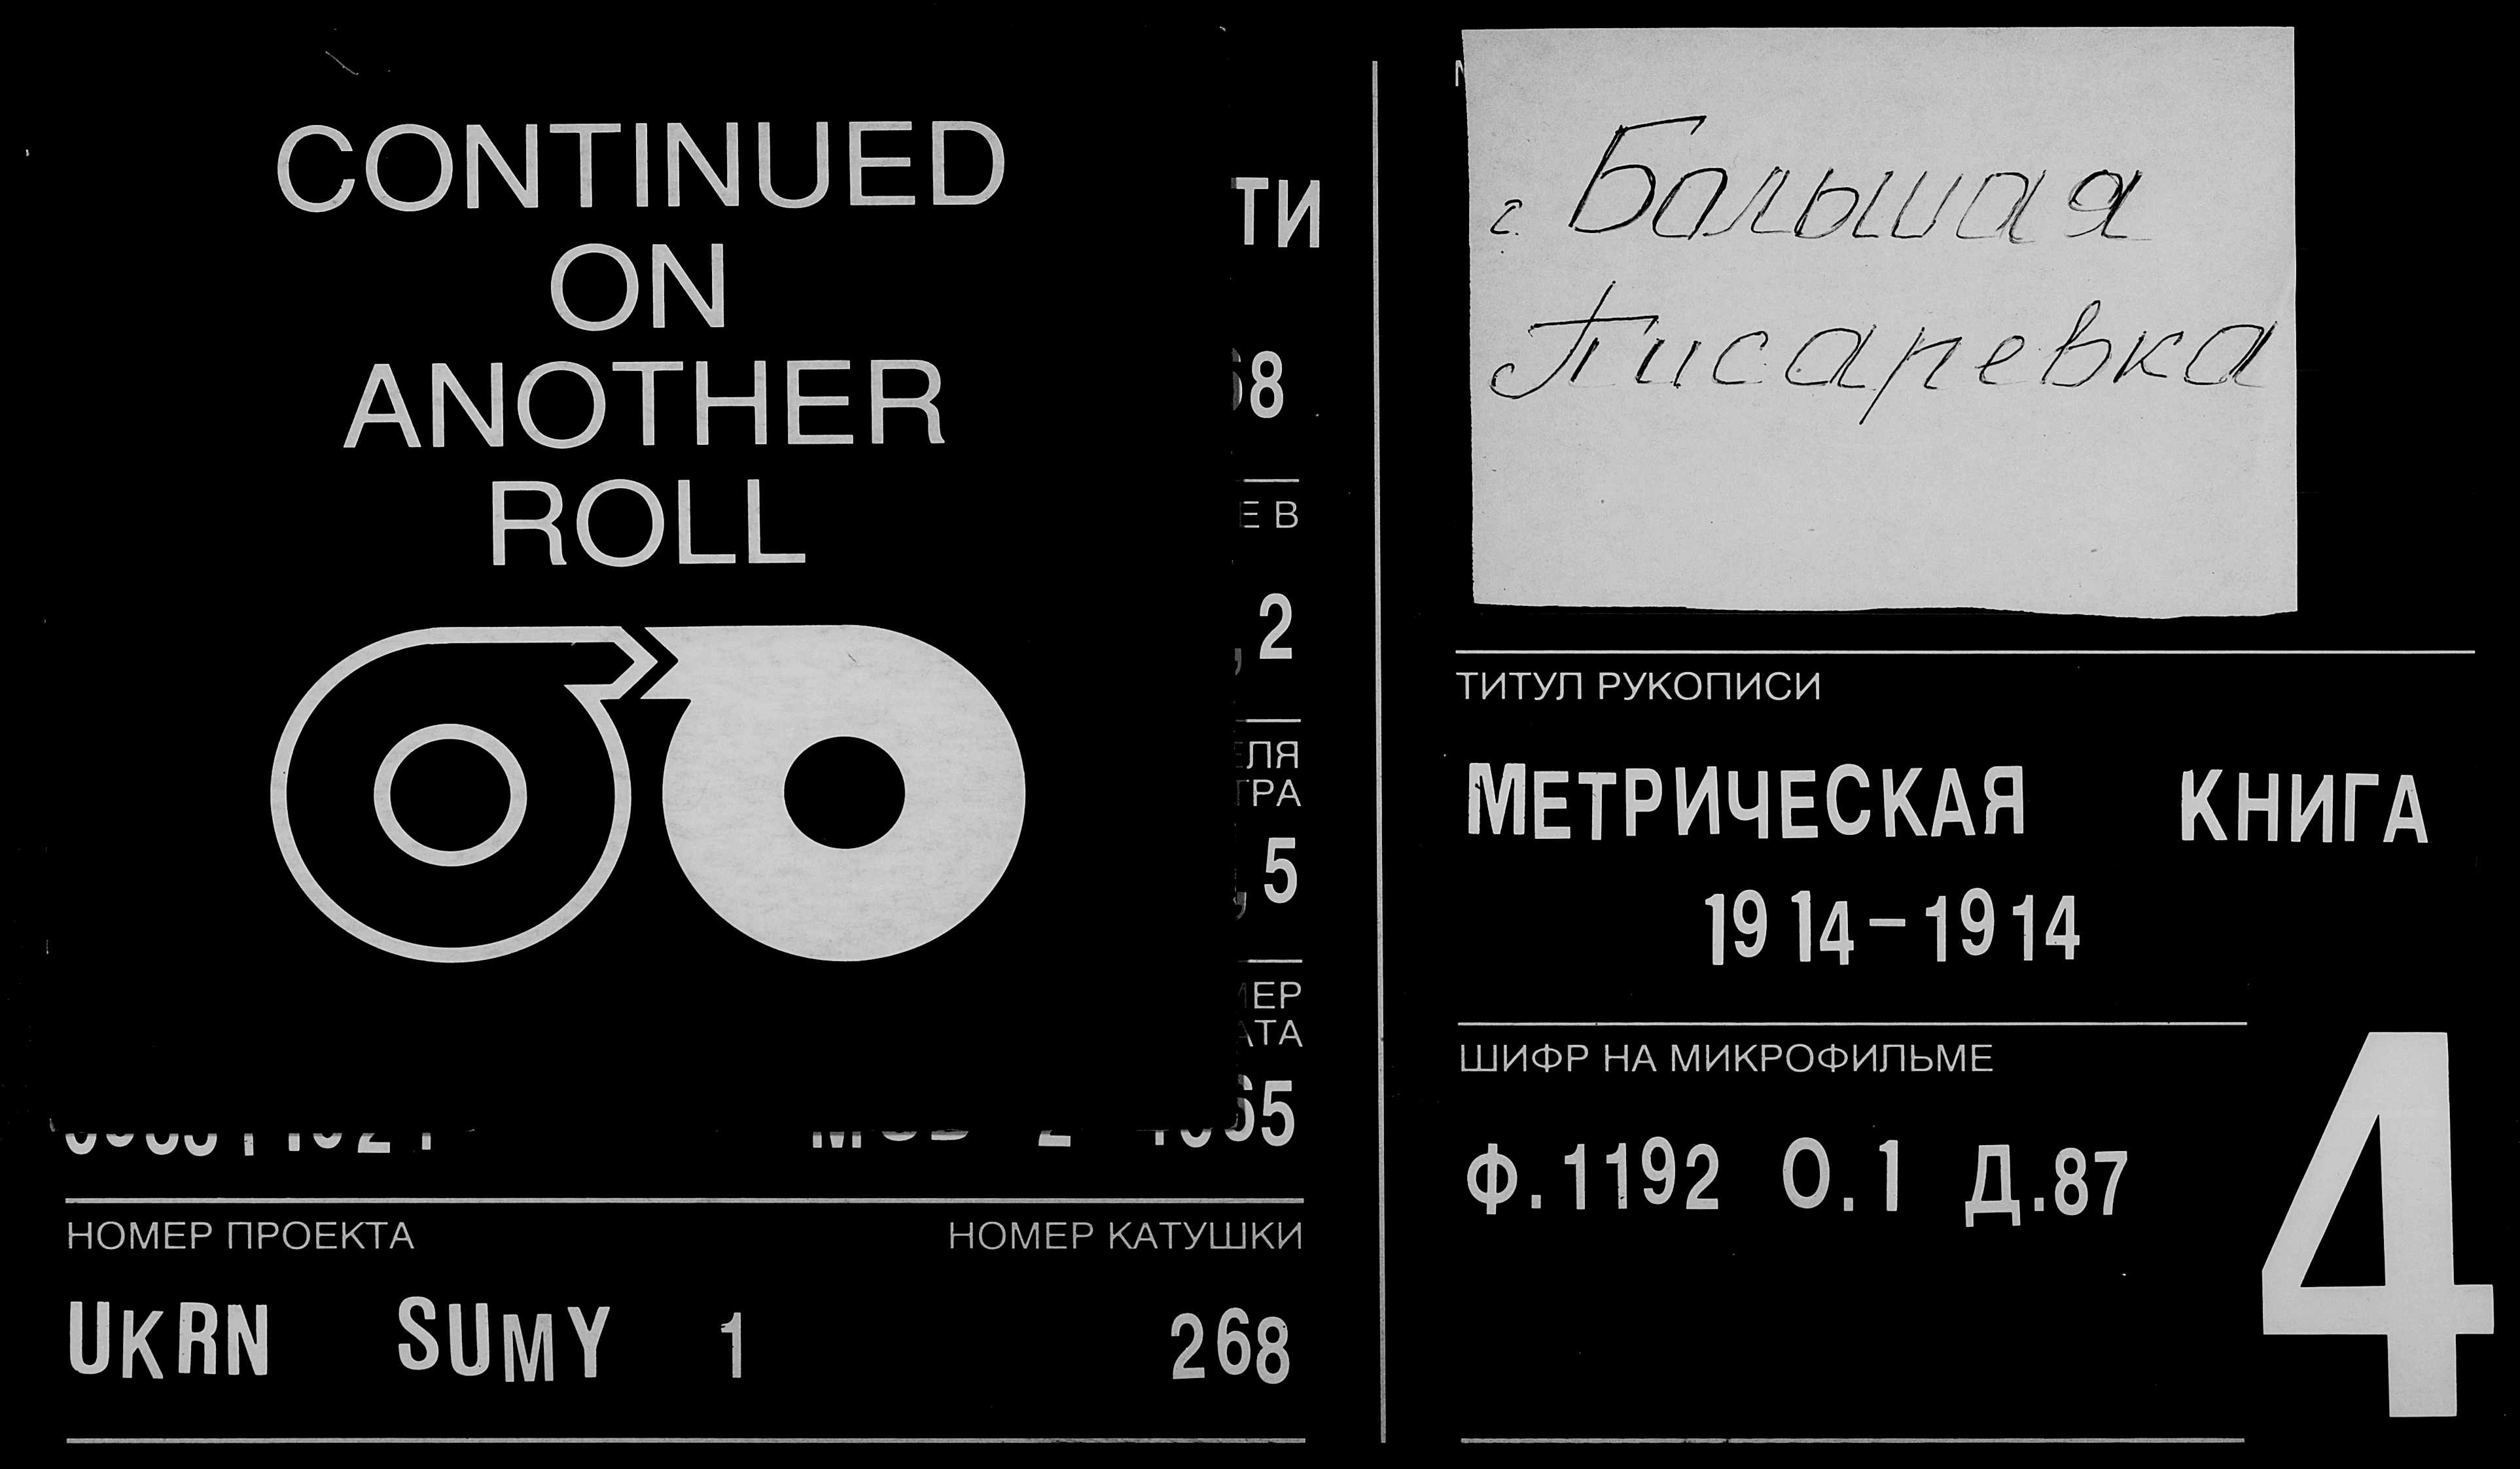 CONTINUED
ON
ANOTHER
ROLL
НОМЕР ПРОЕКТА
НОМЕР КАТУШКИ
UKRN SUMY 1
268
с. Большая
Писаревка
ТИТУЛ РУКОПИСИ
МЕТРИЧЕСКАЯ КНИГА
1914-1914
ШИФР НА МИКРОФИЛЬМЕ
Ф.1192 О.1 Д.87
4